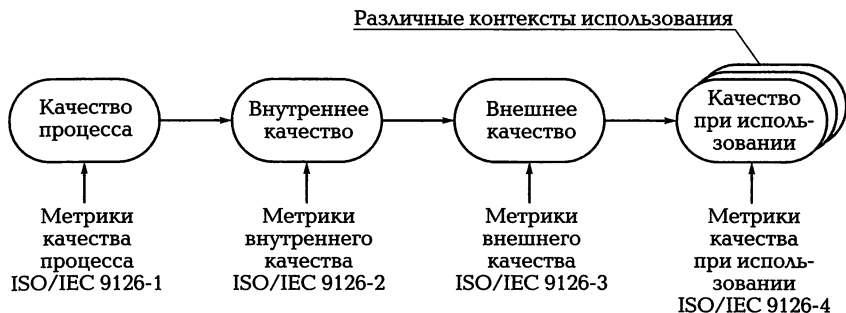 Различные контексты использования
Качество
процесса
Внутреннее
качество
Внешнее
качество
Качество
при исполь-
зовании
Метрики
качества
процесса
ISO/IEC 9126-1
Метрики
внутреннего
качества
ISO/IEC 9126-2
Метрики
внешнего
качества
ISO/IEC 9126-3
Метрики
качества
при исполь-
зовании
ISO/IEC 9126-4